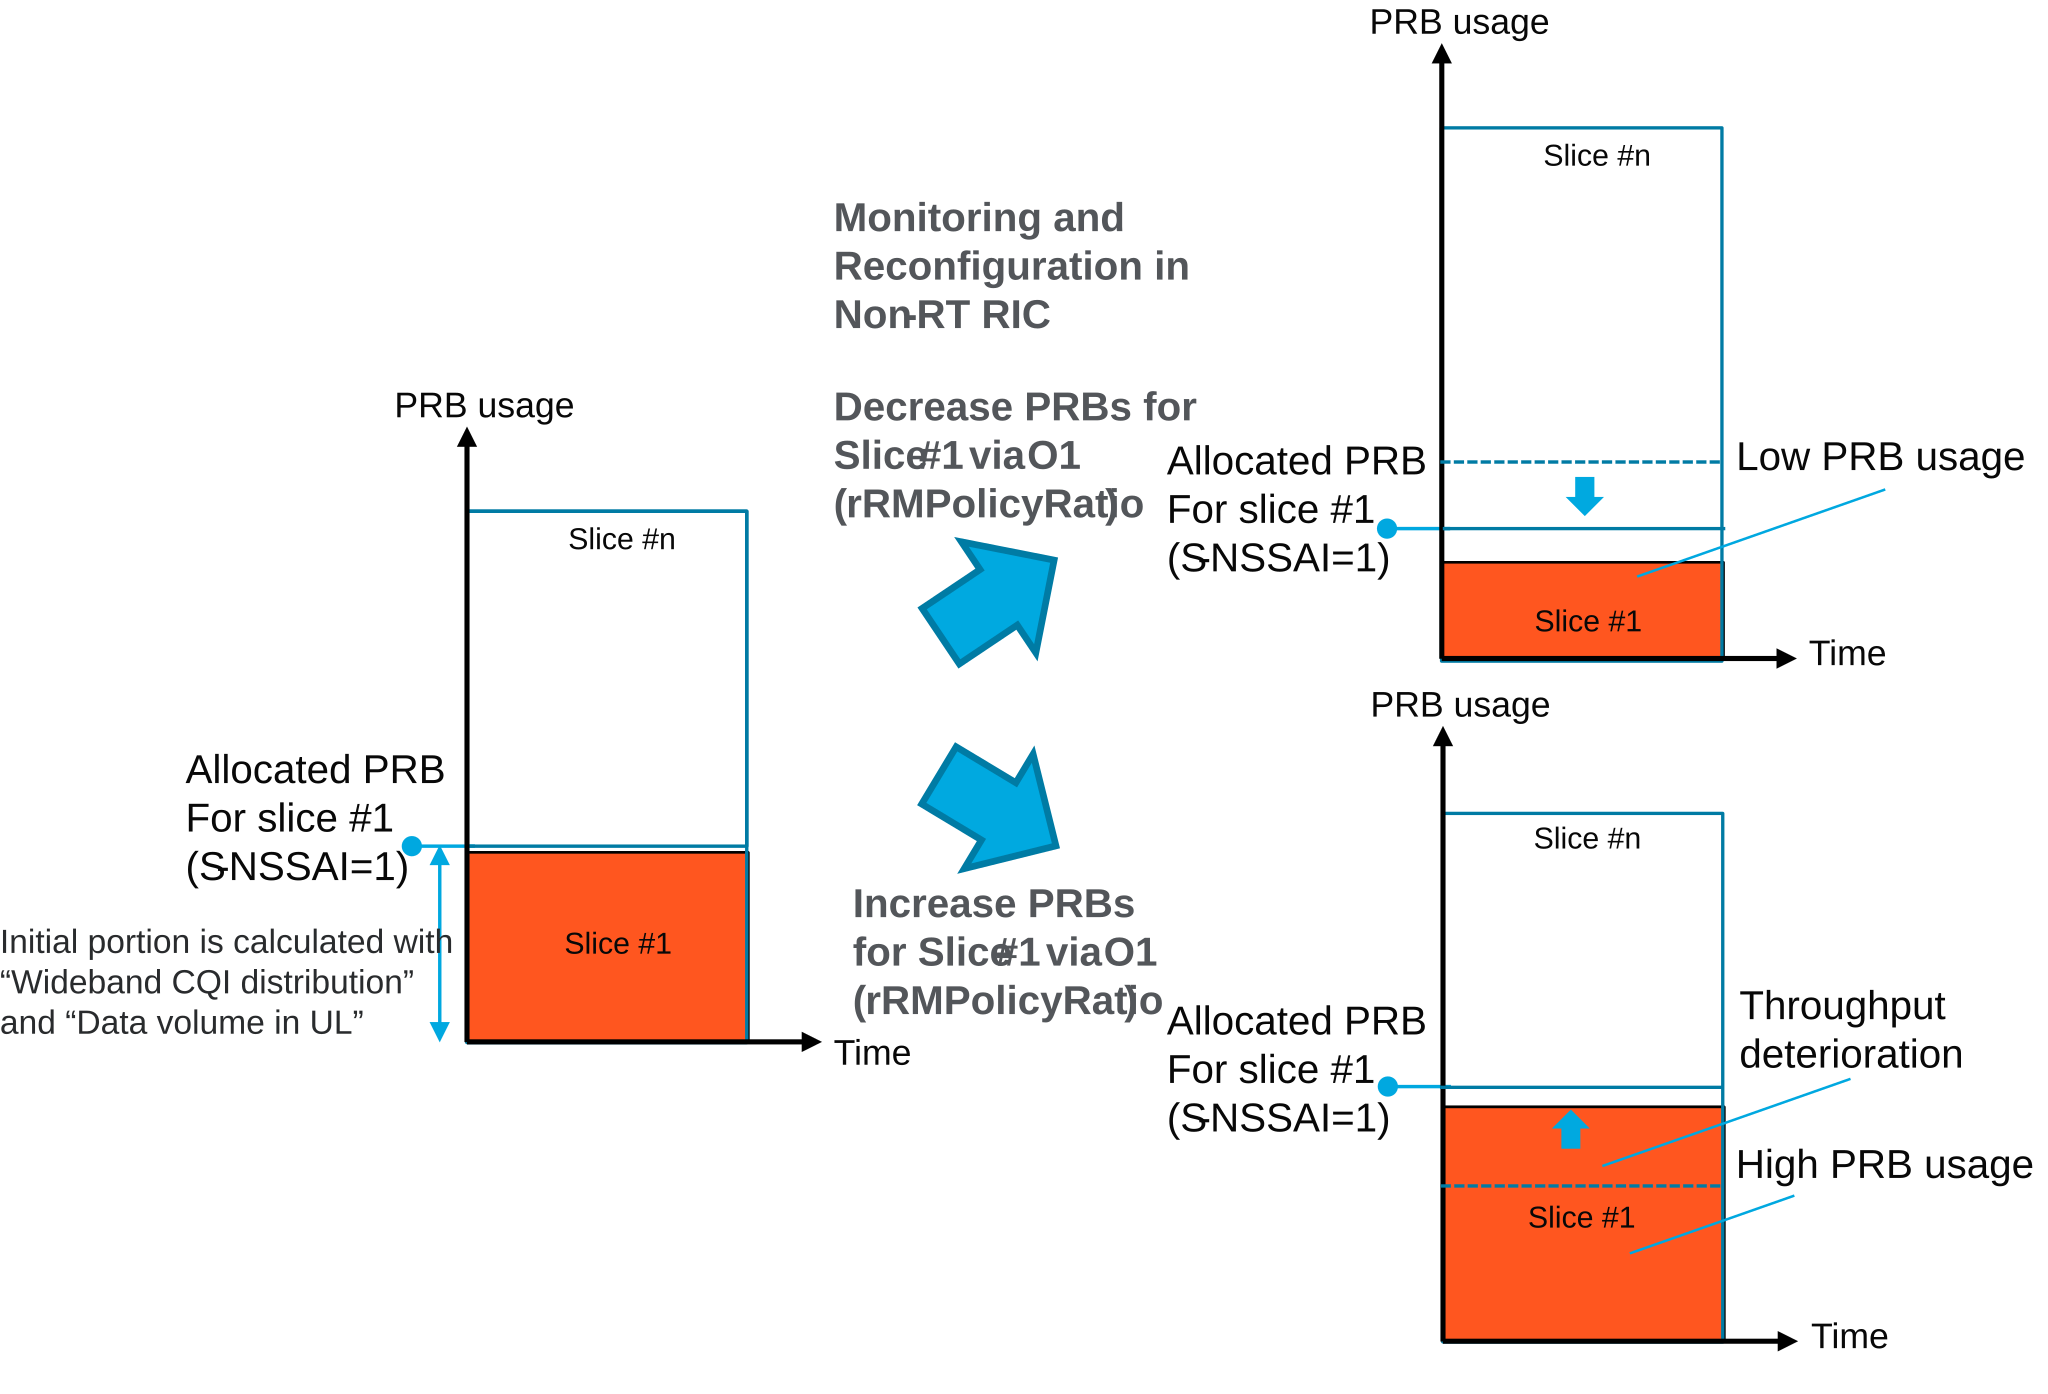 PRB usage
Slice #n
Allocated PRB
For slice #1
(S-NSSAI=1)
Initial portion is calculated with
“Wideband CQI distribution”
and “Data volume in UL”
Slice #1
Time
Monitoring and
Reconfiguration in
Non-RT RIC
Decrease PRBs for
Slice#1 via O1
(rRMPolicyRatio)
Increase PRBs
for Slice#1 via O1
(rRMPolicyRatio)
PRB usage
Slice #n
Allocated PRB
For slice #1
(S-NSSAI=1)
Low PRB usage
Slice #1
Time
PRB usage
Slice #n
Allocated PRB
For slice #1
(S-NSSAI=1)
Throughput
deterioration
High PRB usage
Slice #1
Time